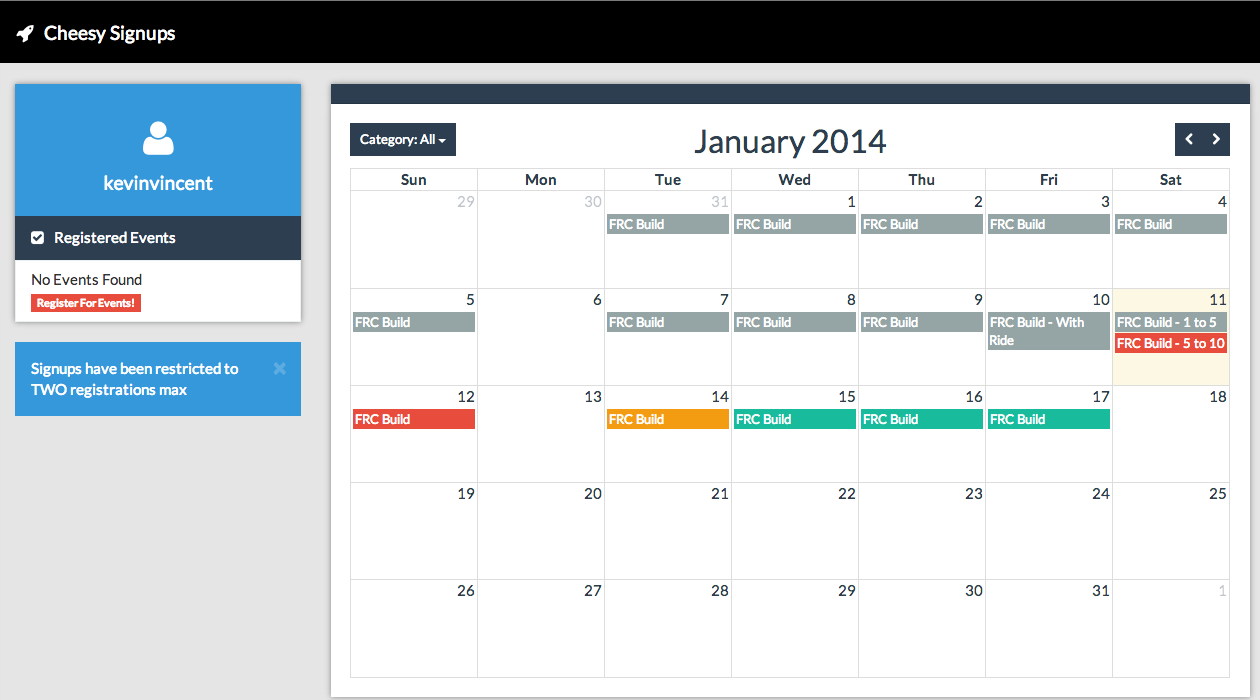 Cheesy Signups
kevinvincent
Registered Events
No Events Found
Register For Events!
Signups have been restricted to
TWO registrations max
Category: All
January 2014
Sun Mon Tue Wed Thu Fri Sat
29 30 31 1 2 3 4
FRC Build FRC Build FRC Build FRC Build FRC Build
5 6 7 8 9 10 11
FRC Build FRC Build FRC Build FRC Build FRC Build - With FRC Build - 1 to 5
Ride FRC Build - 5 to 10
12 13 14 15 16 17 18
FRC Build FRC Build FRC Build FRC Build FRC Build
19 20 21 22 23 24 25
26 27 28 29 30 31 1